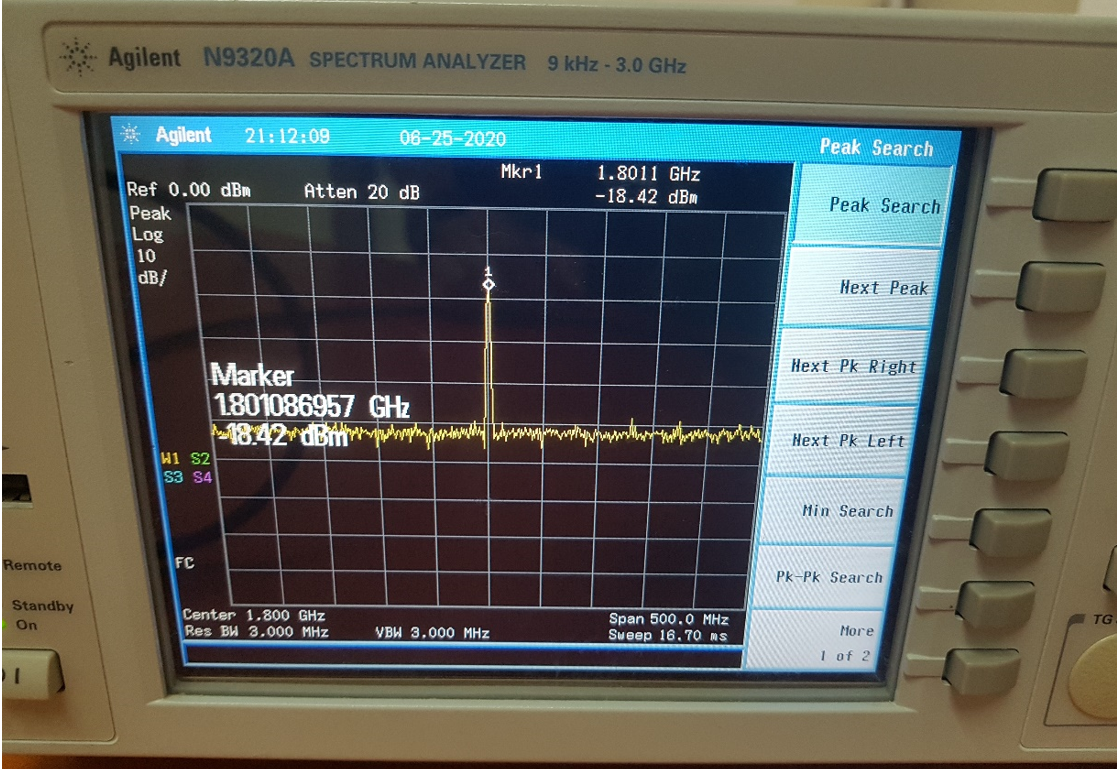 Agilent N9320A SPECTRUM ANALYZER 9 kHz - 3.0 GHz
Agilent 21:12:09 06-25-2020
Peak Search
Mkr1 1.8011 GHz
Ref 0.00 dBm Atten 20 dB -18.42 dBm
Peak
Log
10
dB/
1
Marker
1.801086957 GHz
-18.42 dBm
W1 S2
S3 S4
FC
Center 1.800 GHz Span 500.0 MHz
Res BW 3.000 MHz VBW 3.000 MHz Sweep 16.70 ms
Peak Search
Next Peak
Next Pk Right
Next Pk Left
Min Search
Pk-Pk Search
More
1 of 2
Remote
Standby
On
TG